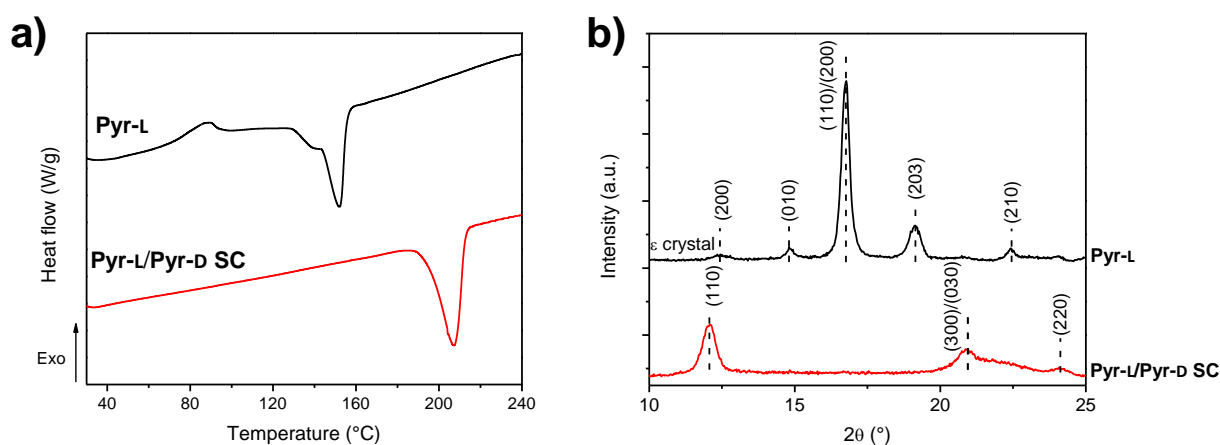 a)
Heat flow (W/g)
Pyr-L
Pyr-L/Pyr-D SC
Exo
40 80 120 160 200 240
Temperature (°C)
b)
Intensity (a.u.)
(200)
(010)
(110)/(200)
(203)
(210)
ε crystal
Pyr-L
(110)
(300)/(030)
(220)
Pyr-L/Pyr-D SC
10 15 20 25
2θ (°)